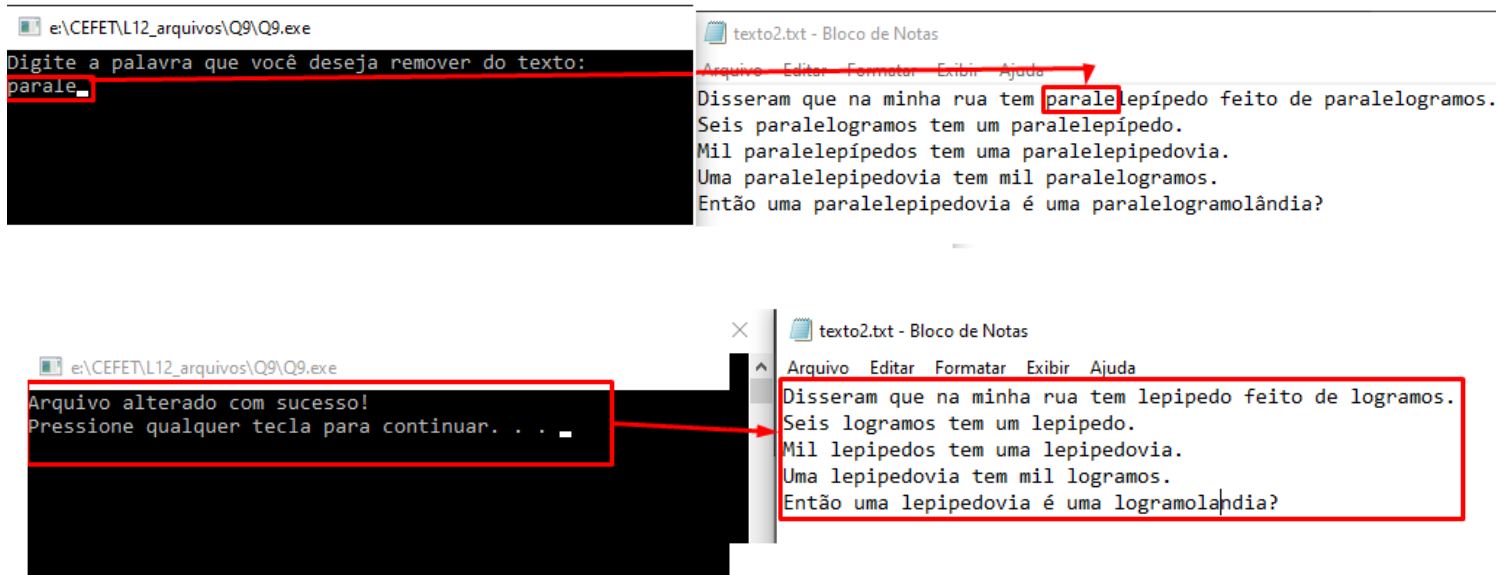 e:\CEFET\L12_arquivos\Q9\Q9.exe
Digite a palavra que você deseja remover do texto:
parale
texto2.txt - Bloco de Notas
Arquivo Editar Formatar Exibir Ajuda
Disseram que na minha rua tem paralelepípedo feito de paralelogramos.
Seis paralelogramos tem um paralelepípedo.
Mil paralelepípedos tem uma paralelepipedovia.
Uma paralelepipedovia tem mil paralelogramos.
Então uma paralelepipedovia é uma paralelogramolândia?
e:\CEFET\L12_arquivos\Q9\Q9.exe
Arquivo alterado com sucesso!
Pressione qualquer tecla para continuar. . .
texto2.txt - Bloco de Notas
Arquivo Editar Formatar Exibir Ajuda
Disseram que na minha rua tem lepipedo feito de logramos.
Seis logramos tem um lepipedo.
Mil lepipedos tem uma lepipedovia.
Uma lepipedovia tem mil logramos.
Então uma lepipedovia é uma logramolandia?